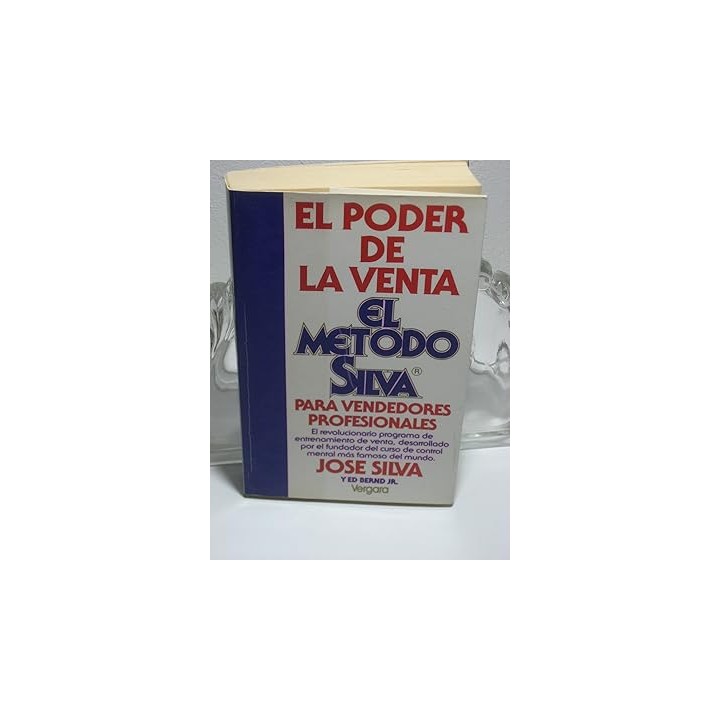 EL PODER
DE
LA VENTA
EL
METODO
SILVA®
PARA VENDEDORES
PROFESIONALES
El revolucionario programa de
entrenamiento de venta, desarrollado
por el fundador del curso de control
mental más famoso del mundo.
JOSE SILVA
Y ED BERND JR.
Vergara